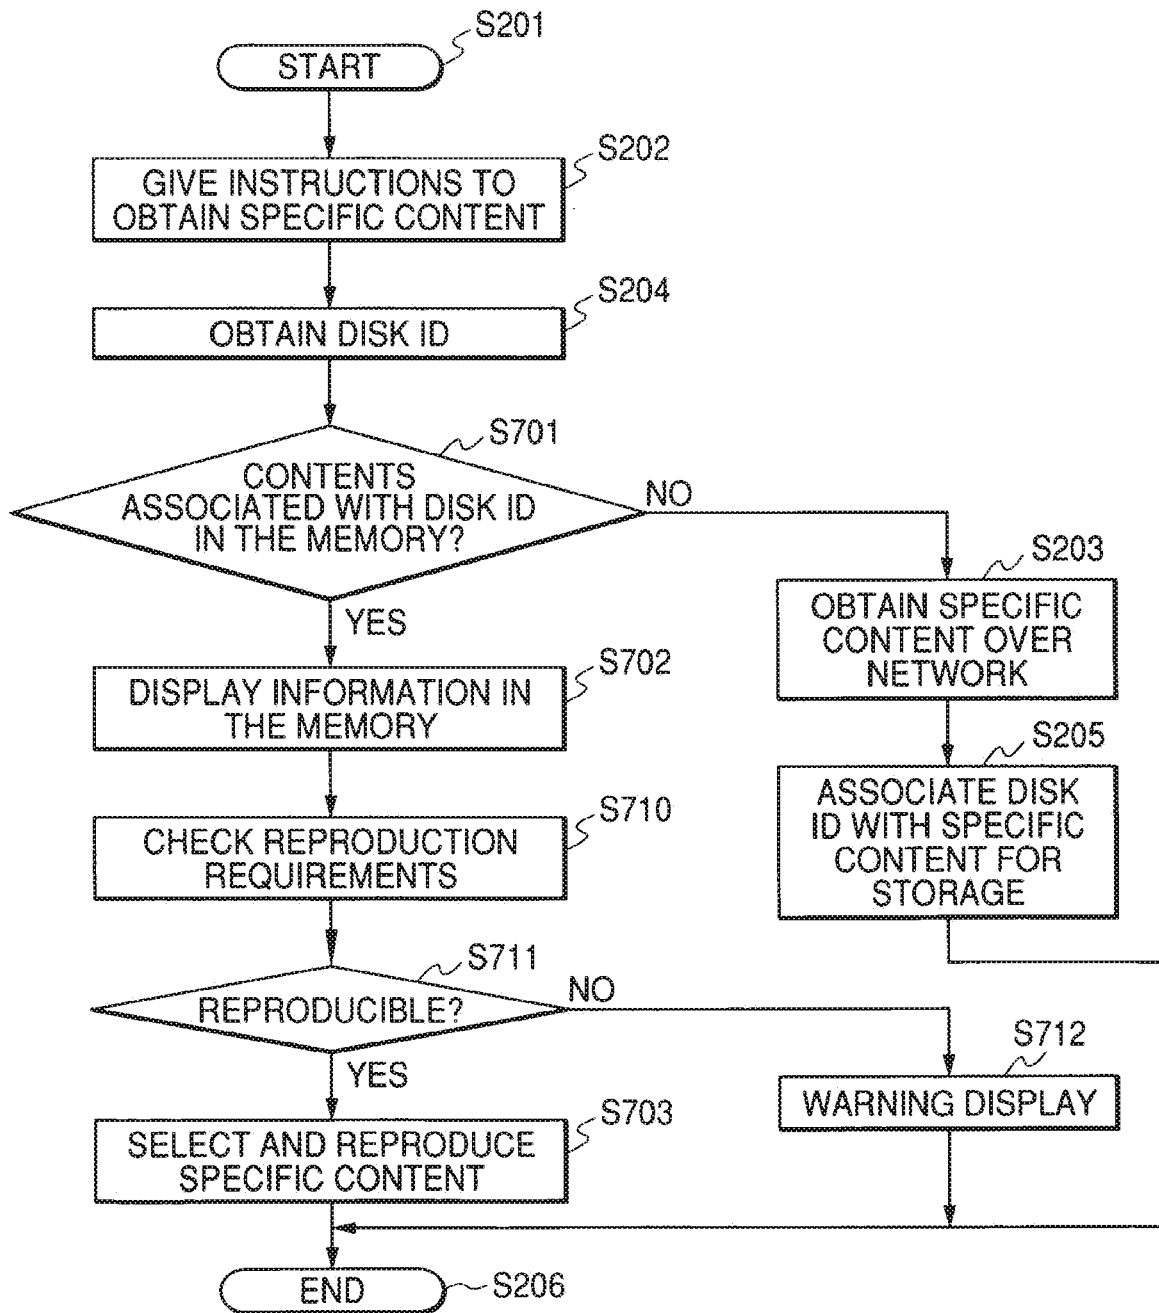 S201
START
S202
GIVE INSTRUCTIONS TO
OBTAIN SPECIFIC CONTENT
S204
OBTAIN DISK ID
S701
CONTENTS
ASSOCIATED WITH DISK ID
IN THE MEMORY?
NO
YES
S203
OBTAIN SPECIFIC
CONTENT OVER
NETWORK
S702
DISPLAY INFORMATION IN
THE MEMORY
S205
ASSOCIATE DISK
ID WITH SPECIFIC
CONTENT FOR
STORAGE
S710
CHECK REPRODUCTION
REQUIREMENTS
S711
REPRODUCIBLE?
NO
YES
S712
WARNING DISPLAY
S703
SELECT AND REPRODUCE
SPECIFIC CONTENT
END
S206